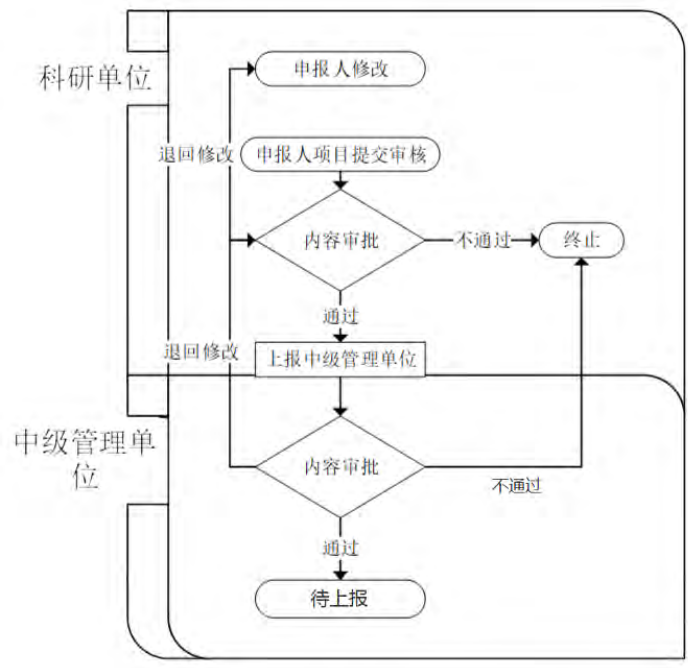 科研单位
申报人修改
退回修改
申报人项目提交审核
内容审批
不通过
终止
通过
退回修改
上报中级管理单位
中级管理单
位
内容审批
不通过
通过
待上报